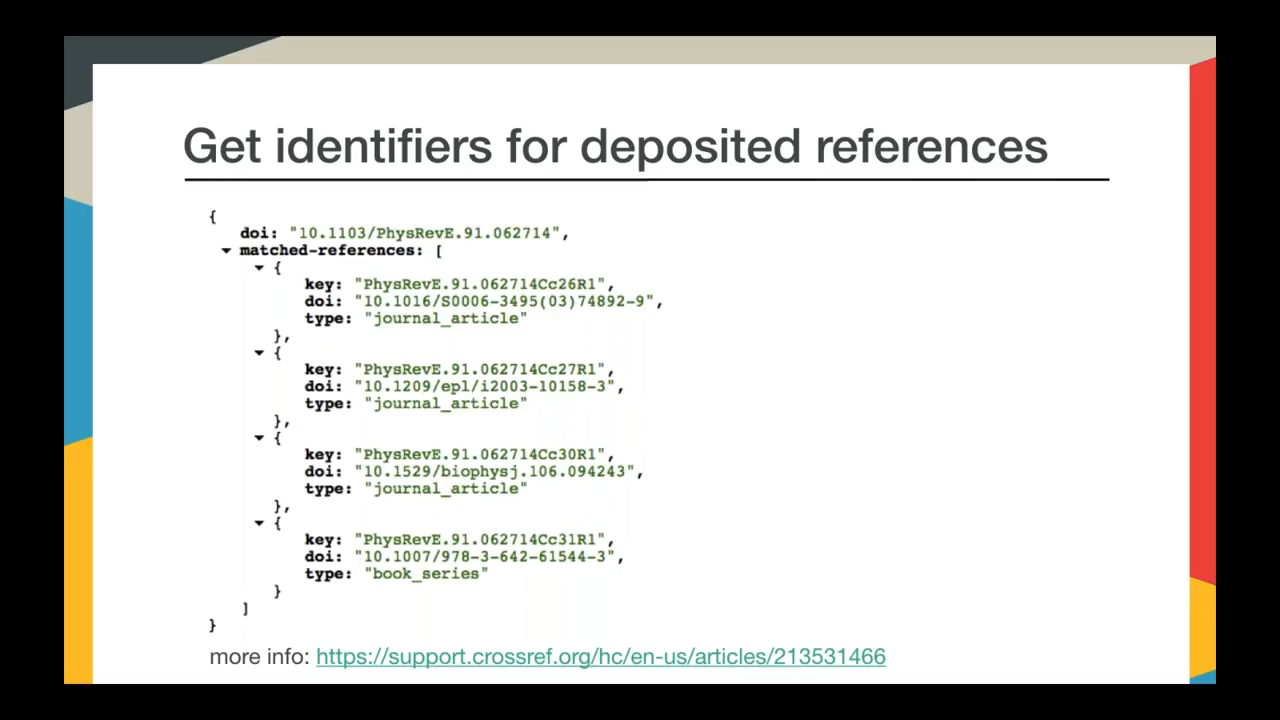 Get identifiers for deposited references
{
doi: "10.1103/PhysRevE.91.062714",
matched-references: [
{
key: "PhysRevE.91.062714Cc26R1",
doi: "10.1016/S0006-3495(03)74892-9",
type: "journal_article"
},
{
key: "PhysRevE.91.062714Cc27R1",
doi: "10.1209/epl/i2003-10158-3",
type: "journal_article"
},
{
key: "PhysRevE.91.062714Cc30R1",
doi: "10.1529/biophysj.106.094243",
type: "journal_article"
},
{
key: "PhysRevE.91.062714Cc31R1",
doi: "10.1007/978-3-642-61544-3",
type: "book_series"
}
]
}
more info: https://support.crossref.org/hc/en-us/articles/213531466